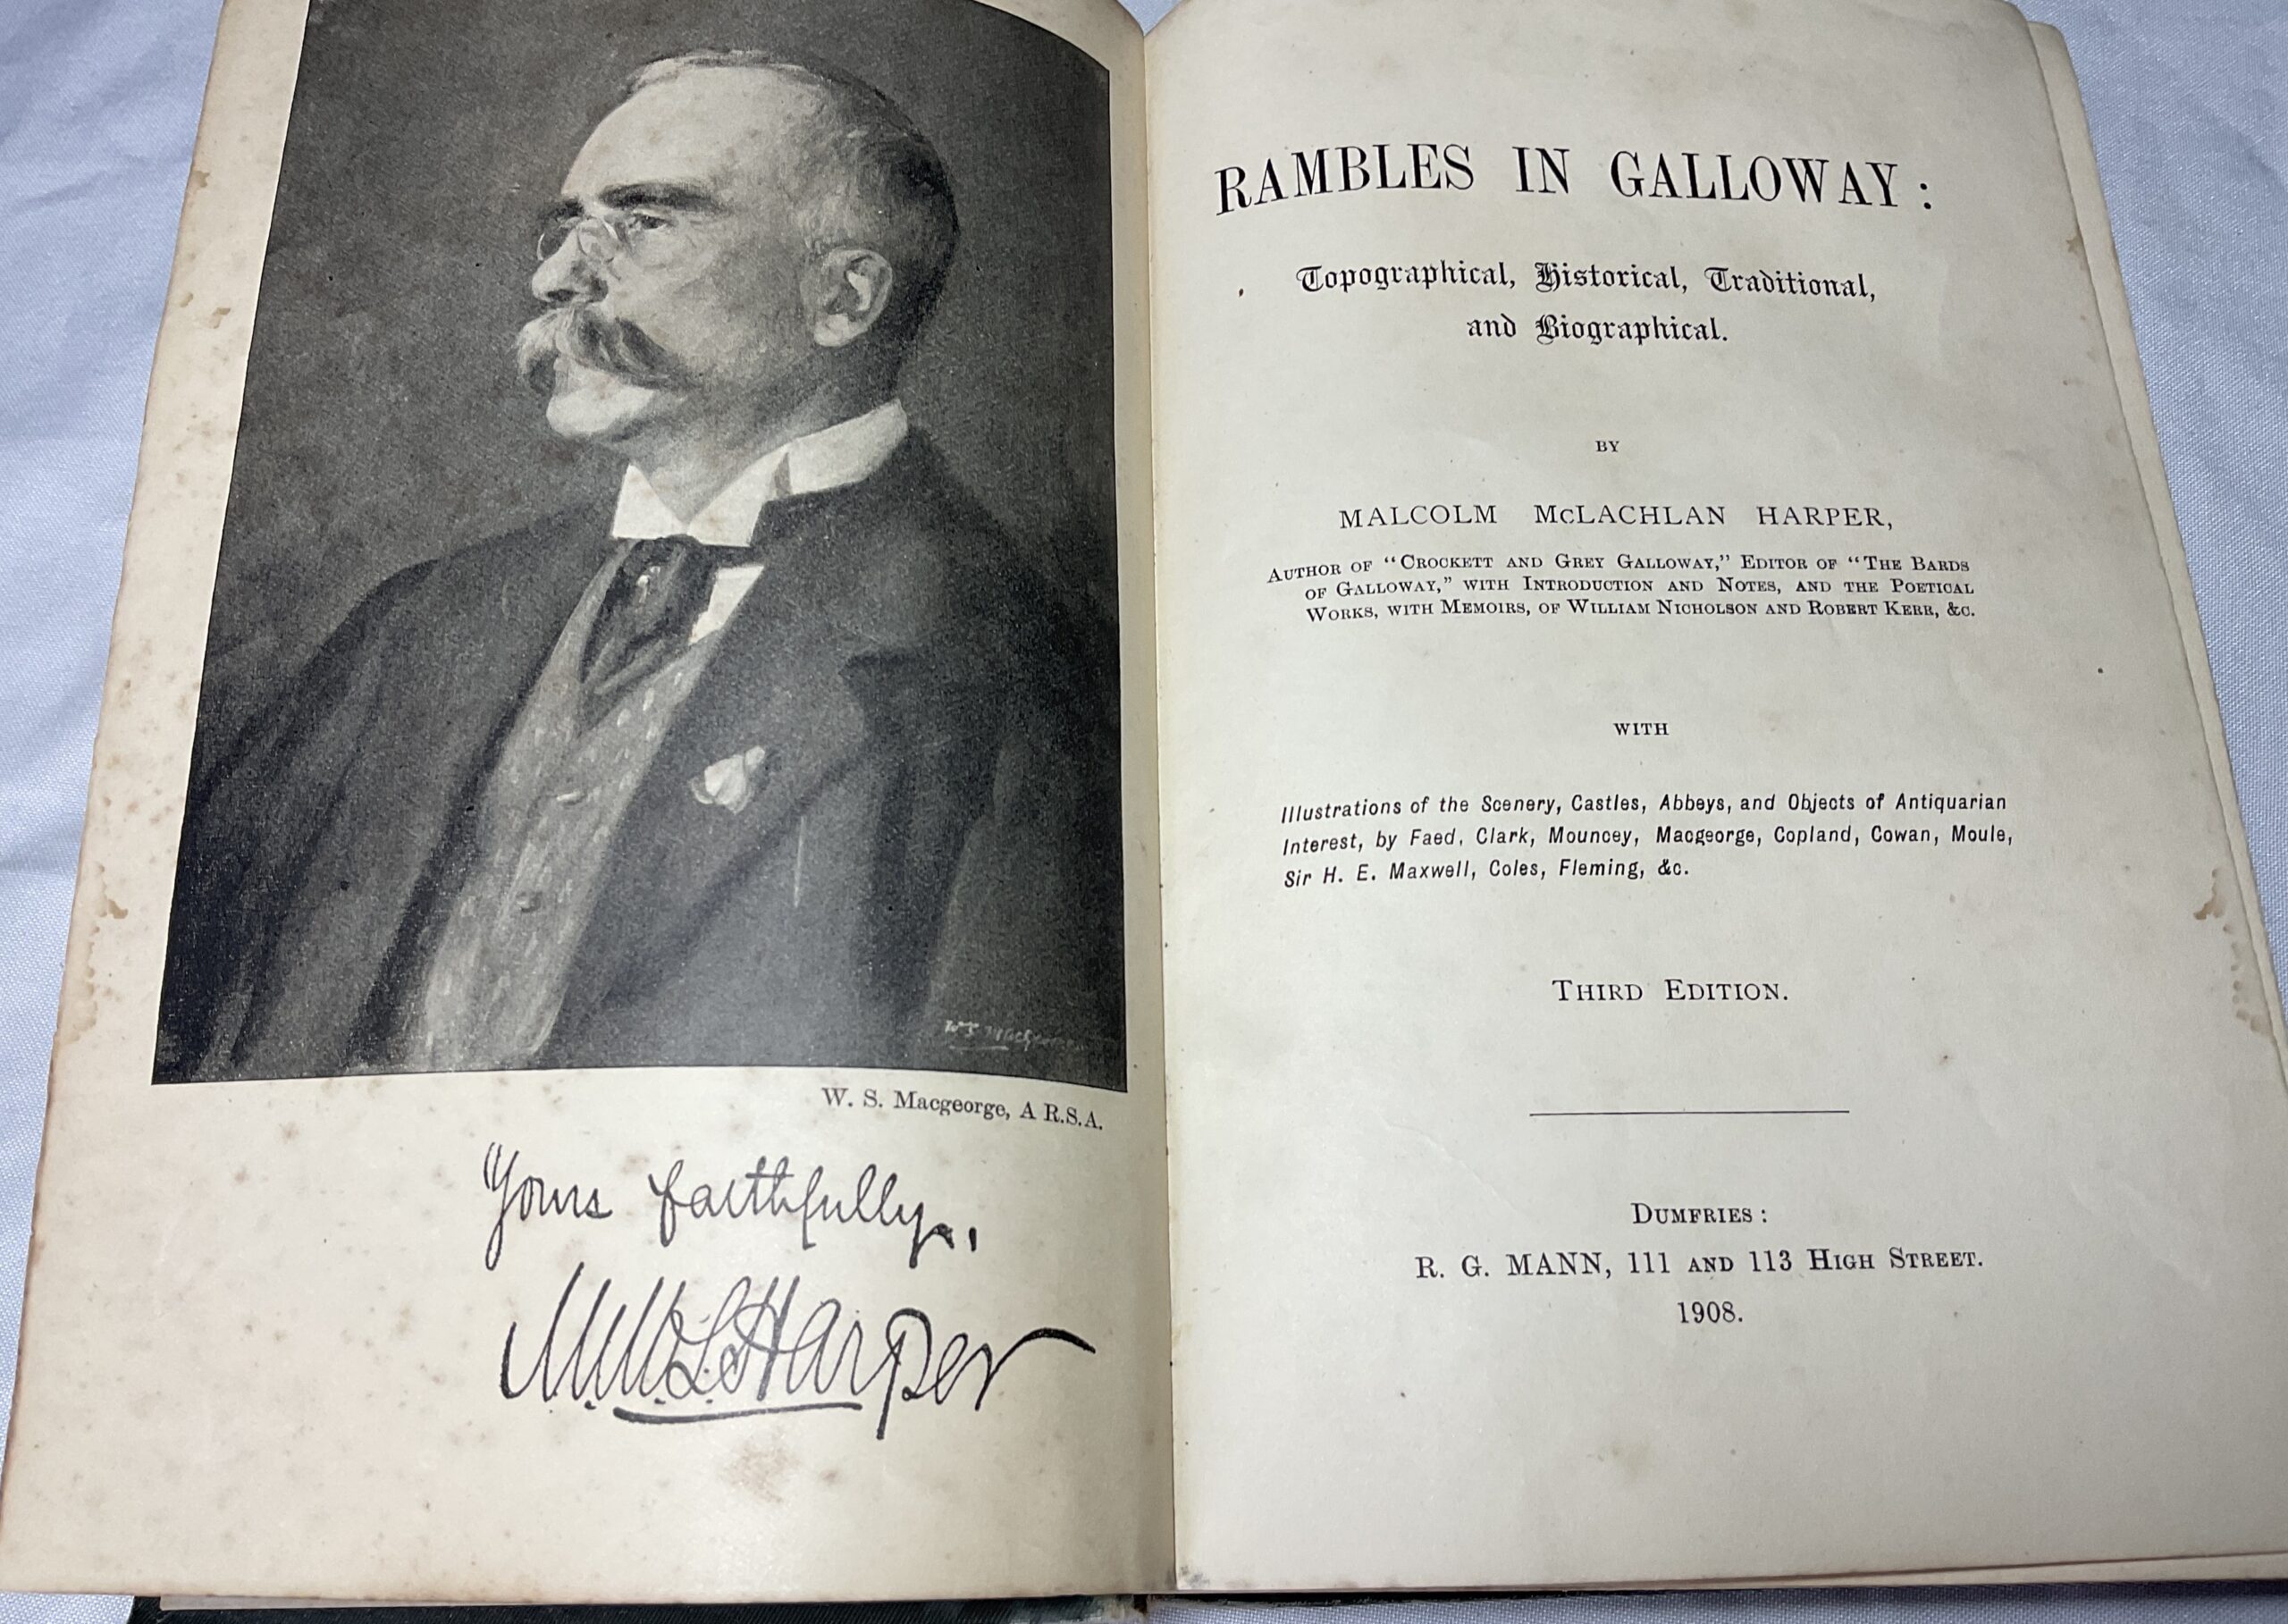 W. S. Macgeorge
W. S. Macgeorge, A R.S.A.
Yours faithfully,
M. McL. Harper
RAMBLES IN GALLOWAY:
Topographical, Historical, Traditional,
and Biographical.
BY
MALCOLM McLACHLAN HARPER,
AUTHOR OF "CROCKETT AND GREY GALLOWAY," EDITOR OF "THE BARDS
OF GALLOWAY," WITH INTRODUCTION AND NOTES, AND THE POETICAL
WORKS, WITH MEMOIRS, OF WILLIAM NICHOLSON AND ROBERT KERR, &C.
WITH
Illustrations of the Scenery, Castles, Abbeys, and Objects of Antiquarian
Interest, by Faed, Clark, Mouncey, Macgeorge, Copland, Cowan, Moule,
Sir H. E. Maxwell, Coles, Fleming, &c.
THIRD EDITION.
DUMFRIES:
R. G. MANN, 111 AND 113 HIGH STREET.
1908.